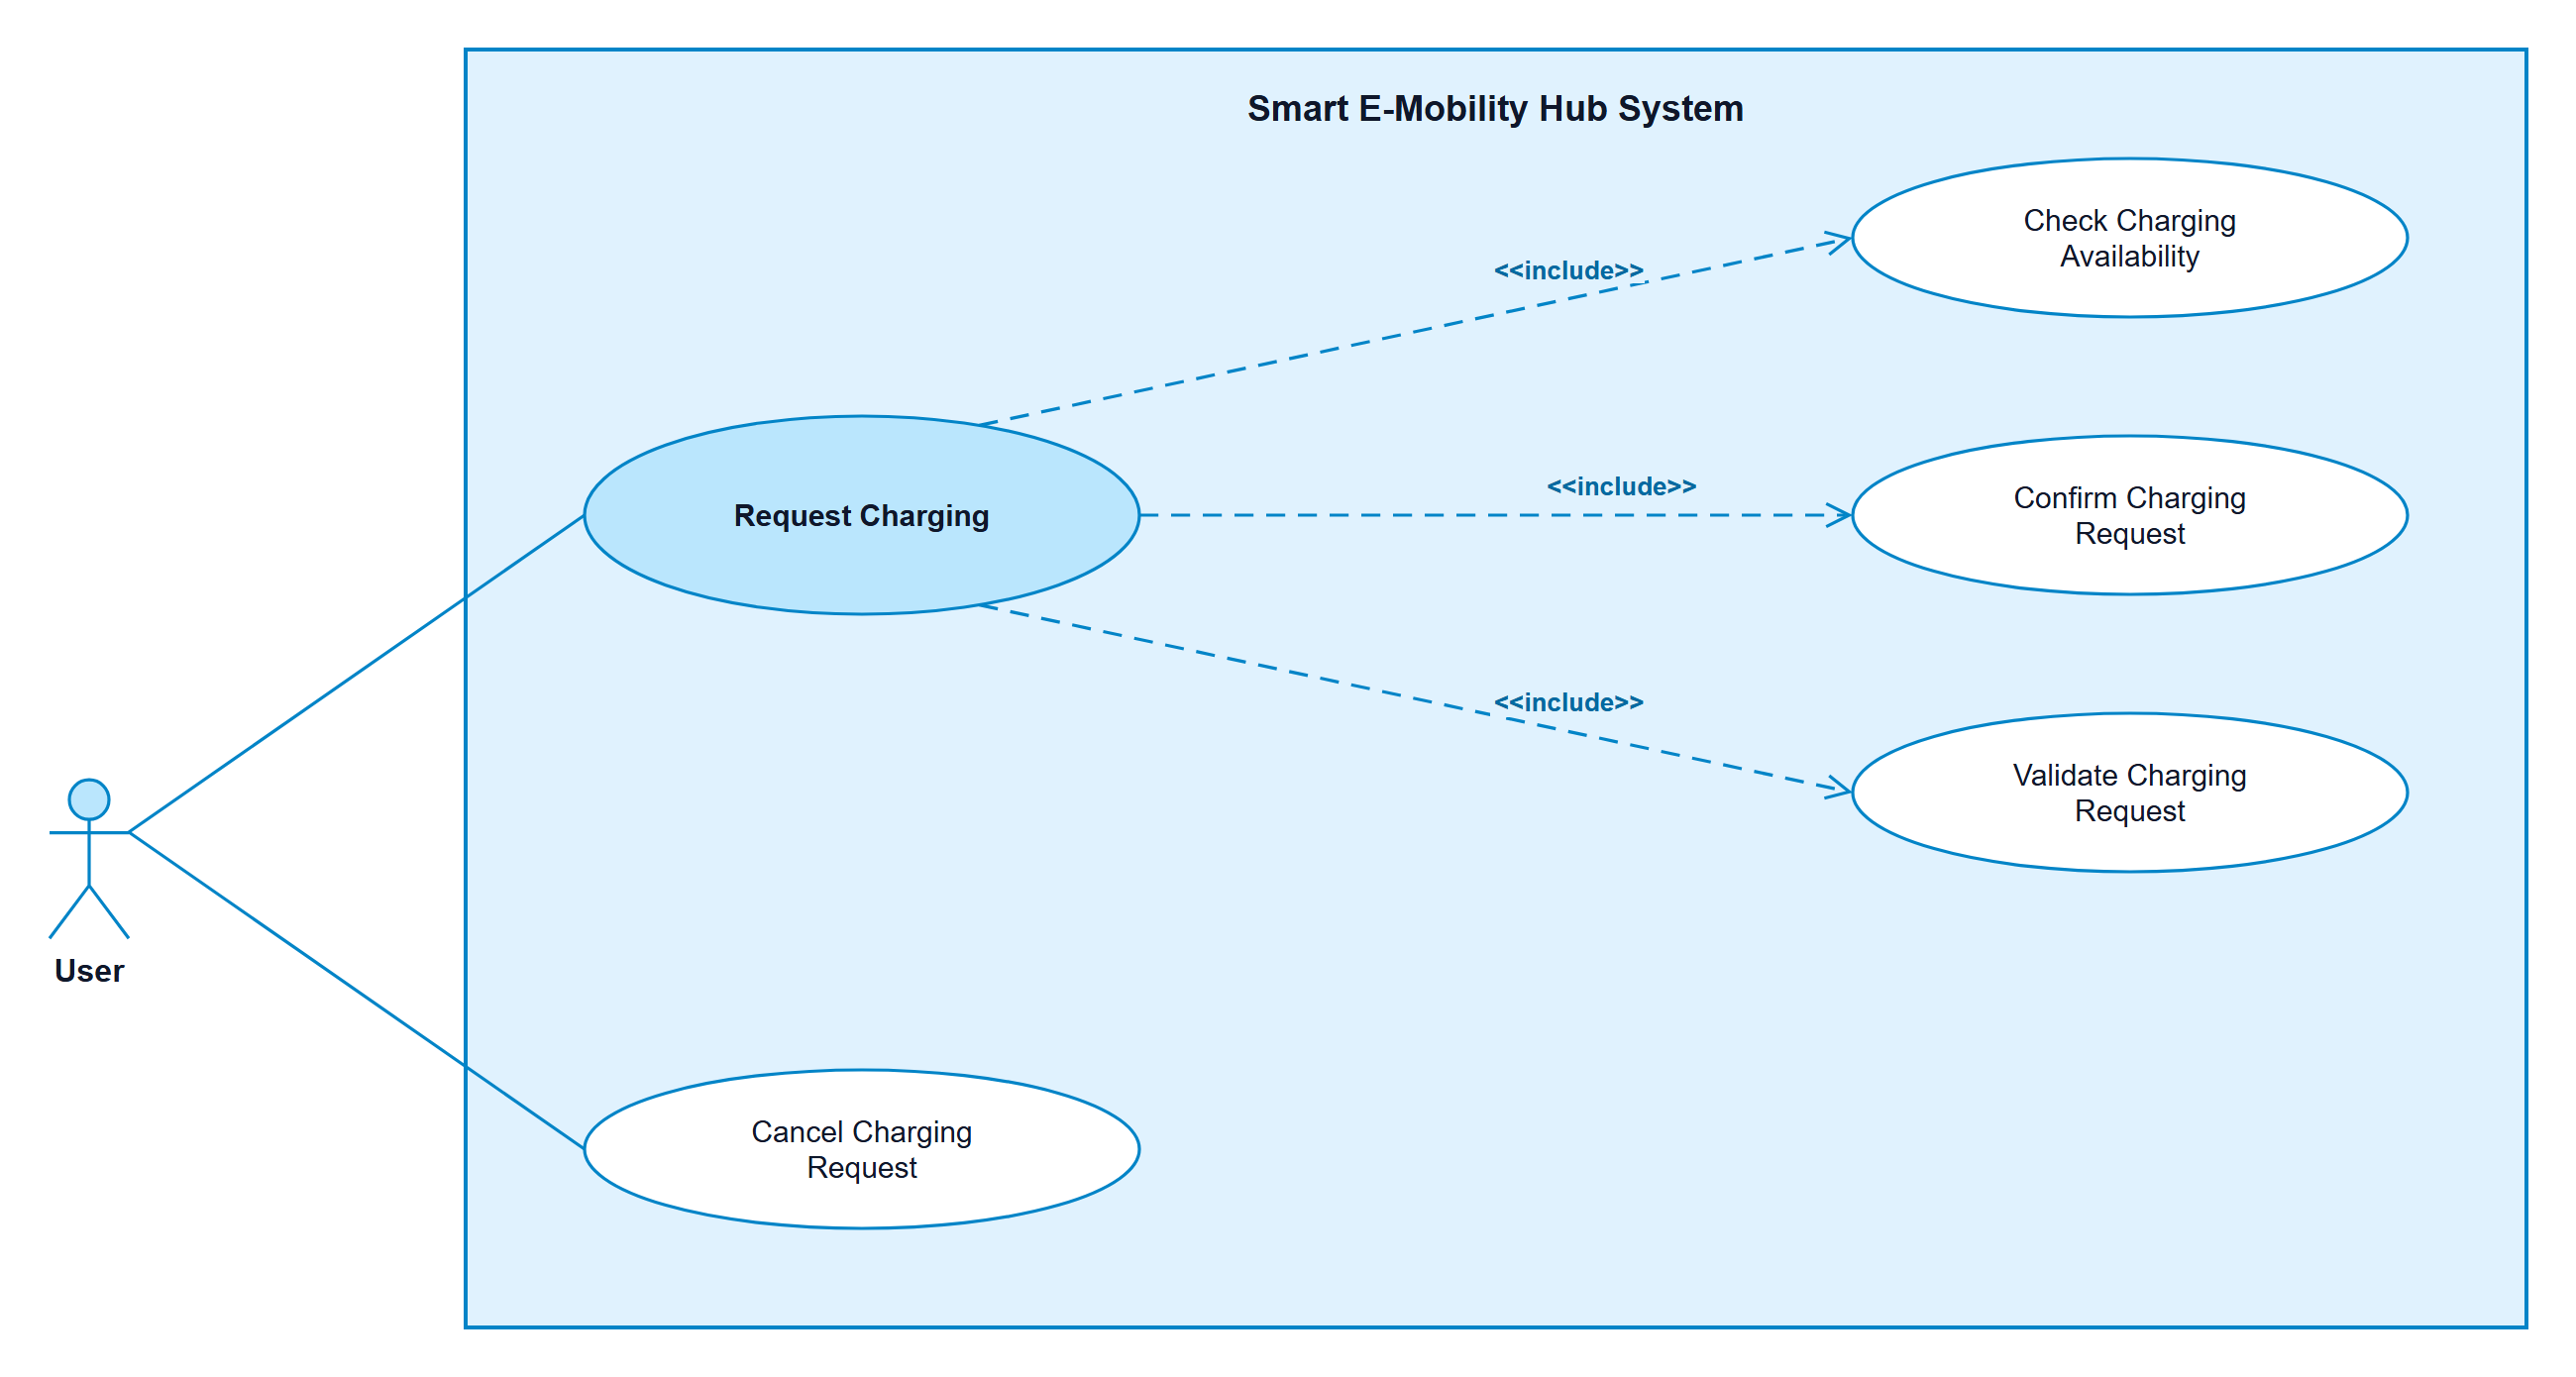 Smart E-Mobility Hub System
Check Charging
Availability
<<include>>
Confirm Charging
Request
<<include>>
Request Charging
<<include>>
Validate Charging
Request
User
Cancel Charging
Request